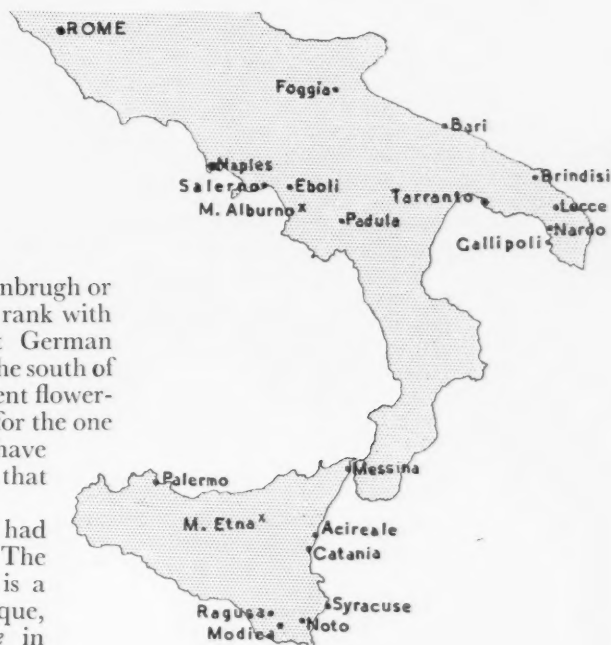 ROME
Foggia
Bari
Naples
Brindisi
Salerno Eboli
Tarranto
Lecce
M. Alburno x
Padula
Nardo
Gallipoli
mbrugh or
rank with
German
he south of
ent flower-
for the one
have
that
had
The
is a
que,
in
Messina
Palermo
M. Etna x
Acireale
Catania
Ragusa
Syracuse
Modica
Noto